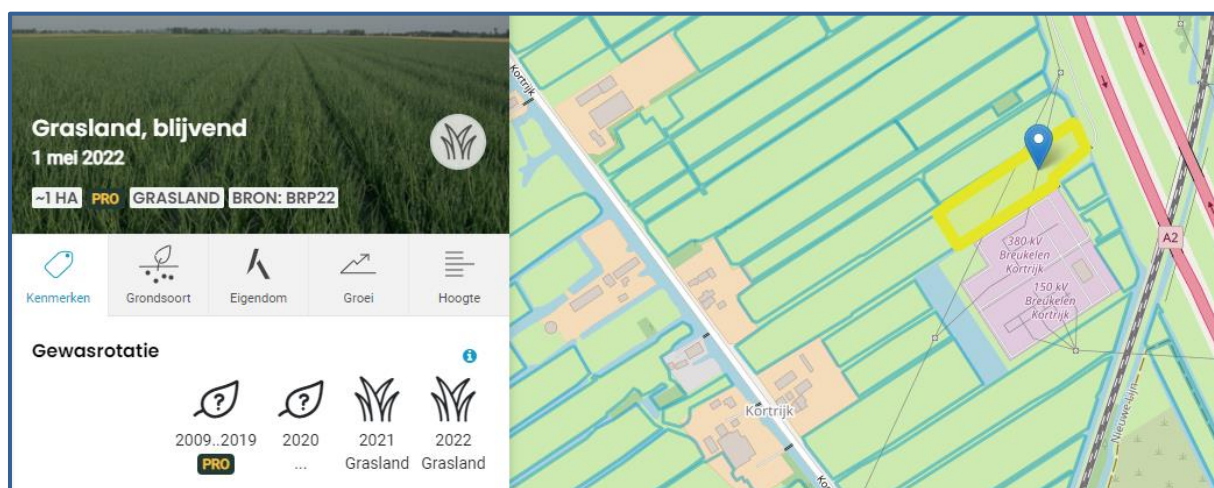 Grasland, blijvend
1 mei 2022
~1 HA PRO GRASLAND BRON: BRP22
Kenmerken Grondsoort Eigendom Groei Hoogte
Gewasrotatie
2009..2019 2020 2021 2022
PRO ... Grasland Grasland
Kortrijk
380 kV
Breukelen
Kortrijk
150 kV
Breukelen
Kortrijk
A2
Kortrijk
Nieuwe-Lijn
Kor